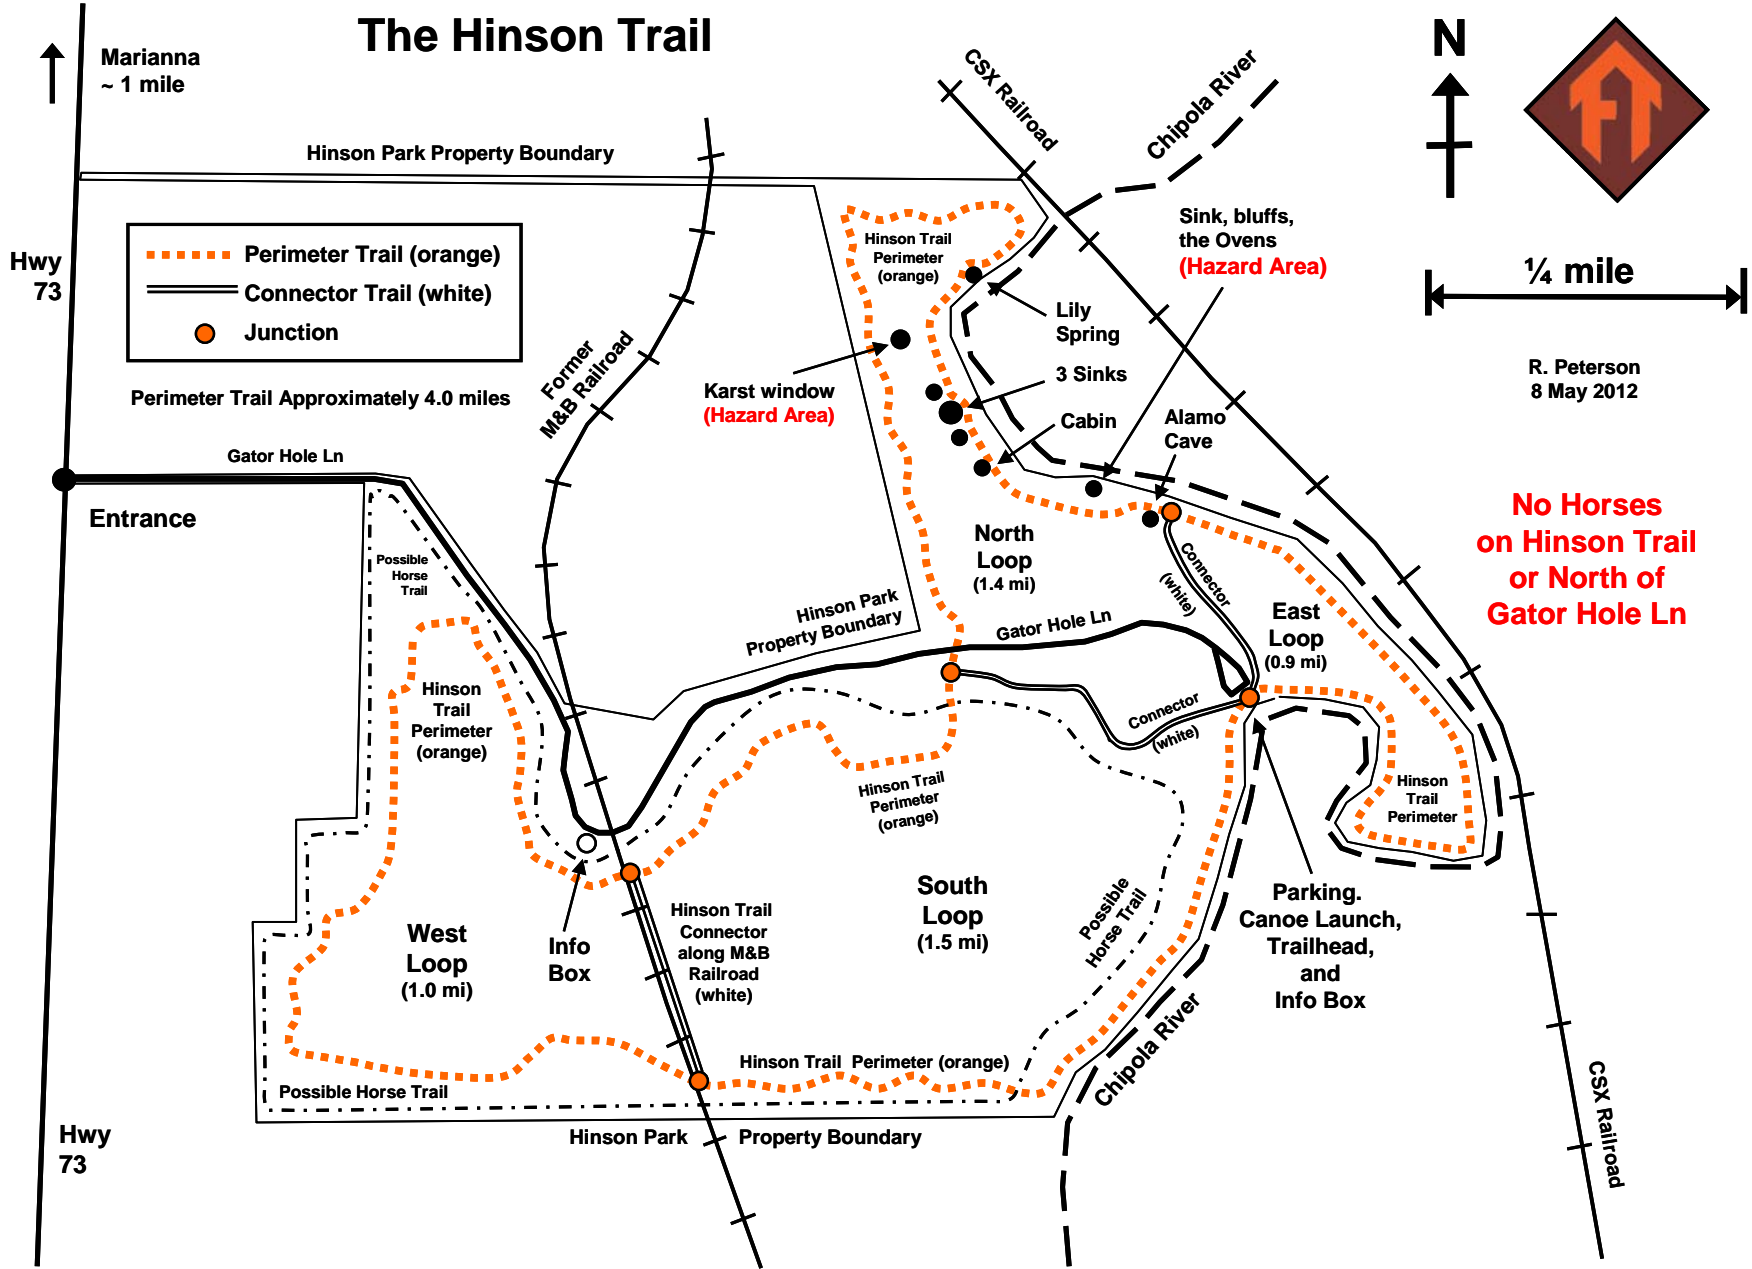 The Hinson Trail
Marianna
~ 1 mile
N
FT
CSX Railroad
Chipola River
Hinson Park Property Boundary
Perimeter Trail (orange)
Connector Trail (white)
Junction
Perimeter Trail Approximately 4.0 miles
Hwy
73
Former
M&B Railroad
Hinson Trail
Perimeter
(orange)
Sink, bluffs,
the Ovens
(Hazard Area)
¼ mile
Lily
Spring
R. Peterson
8 May 2012
Karst window
(Hazard Area)
3 Sinks
Cabin
Alamo
Cave
Gator Hole Ln
Entrance
No Horses
on Hinson Trail
or North of
Gator Hole Ln
Possible
Horse
Trail
North
Loop
(1.4 mi)
Connector
(white)
Hinson Park
Property Boundary
Gator Hole Ln
East
Loop
(0.9 mi)
Hinson
Trail
Perimeter
(orange)
Connector
(white)
Hinson Trail
Perimeter
(orange)
Hinson
Trail
Perimeter
West
Loop
(1.0 mi)
Info
Box
Hinson Trail
Connector
along M&B
Railroad
(white)
South
Loop
(1.5 mi)
Possible
Horse Trail
Parking.
Canoe Launch,
Trailhead,
and
Info Box
Chipola River
Hinson Trail Perimeter (orange)
Possible Horse Trail
CSX Railroad
Hwy
73
Hinson Park Property Boundary